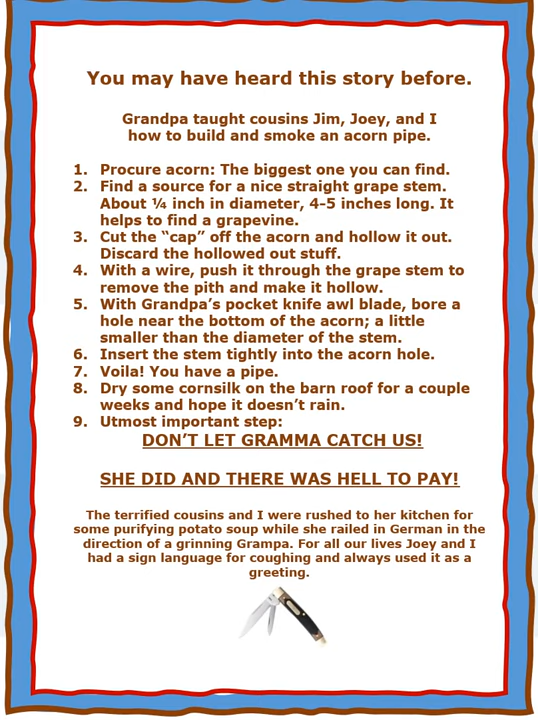 You may have heard this story before.
Grandpa taught cousins Jim, Joey, and I
how to build and smoke an acorn pipe.
1. Procure acorn: The biggest one you can find.
2. Find a source for a nice straight grape stem.
About ¼ inch in diameter, 4-5 inches long. It
helps to find a grapevine.
3. Cut the “cap” off the acorn and hollow it out.
Discard the hollowed out stuff.
4. With a wire, push it through the grape stem to
remove the pith and make it hollow.
5. With Grandpa’s pocket knife awl blade, bore a
hole near the bottom of the acorn; a little
smaller than the diameter of the stem.
6. Insert the stem tightly into the acorn hole.
7. Voila! You have a pipe.
8. Dry some cornsilk on the barn roof for a couple
weeks and hope it doesn’t rain.
9. Utmost important step:
DON’T LET GRAMMA CATCH US!
SHE DID AND THERE WAS HELL TO PAY!
The terrified cousins and I were rushed to her kitchen for
some purifying potato soup while she railed in German in the
direction of a grinning Grampa. For all our lives Joey and I
had a sign language for coughing and always used it as a
greeting.